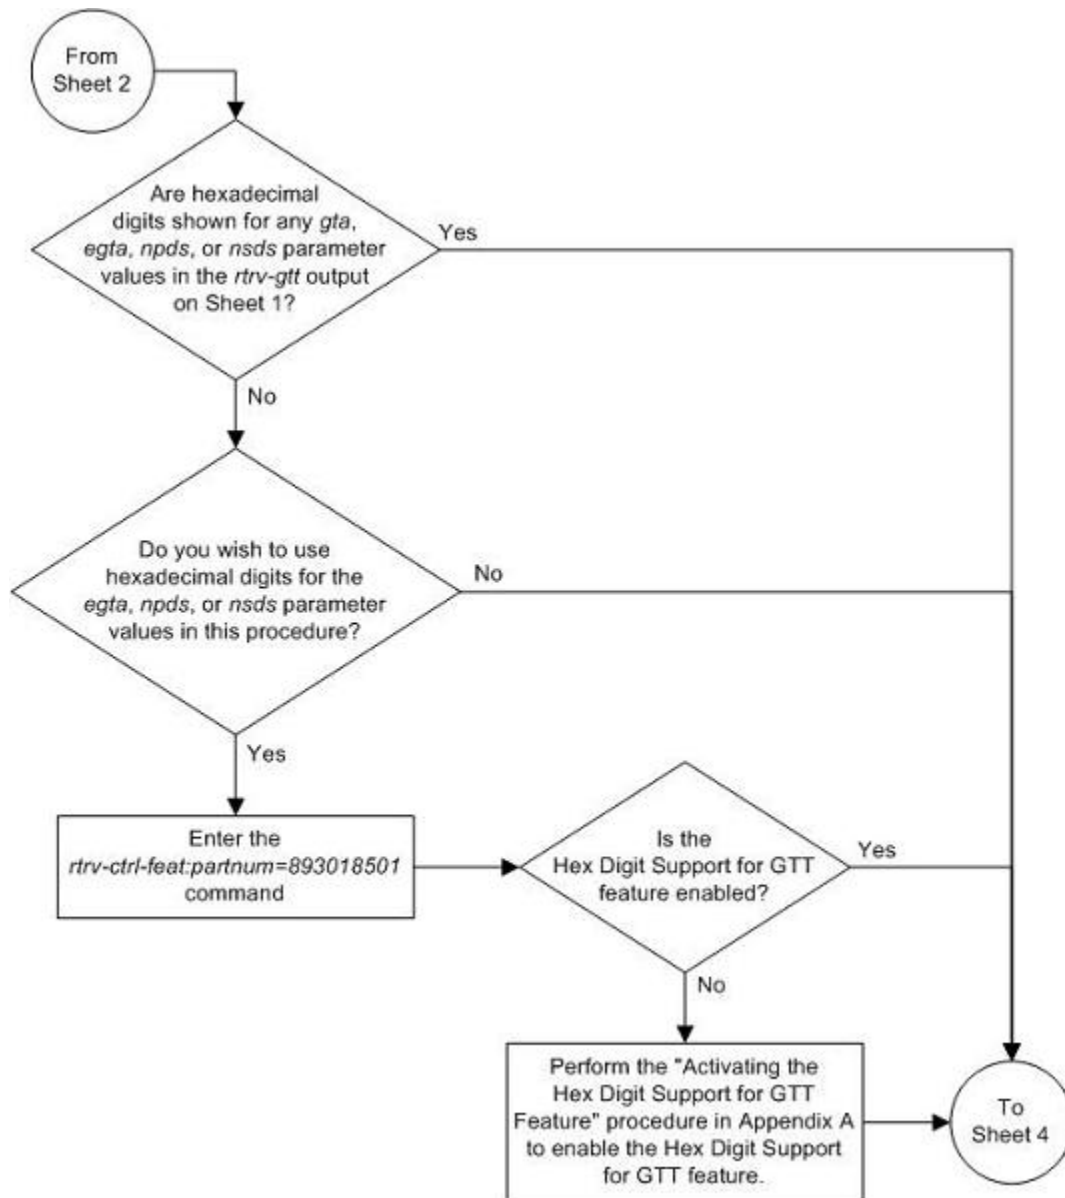 From
Sheet 2
Are hexadecimal
digits shown for any gta,
egta, npds, or nsds parameter
values in the rtrv-gtt output
on Sheet 1?
Yes
No
Do you wish to use
hexadecimal digits for the
egta, npds, or nsds parameter
values in this procedure?
No
Yes
Enter the
rtrv-ctrl-feat:partnum=893018501
command
Is the
Hex Digit Support for GTT
feature enabled?
Yes
No
Perform the "Activating the
Hex Digit Support for GTT
Feature" procedure in Appendix A
to enable the Hex Digit Support
for GTT feature.
To
Sheet 4